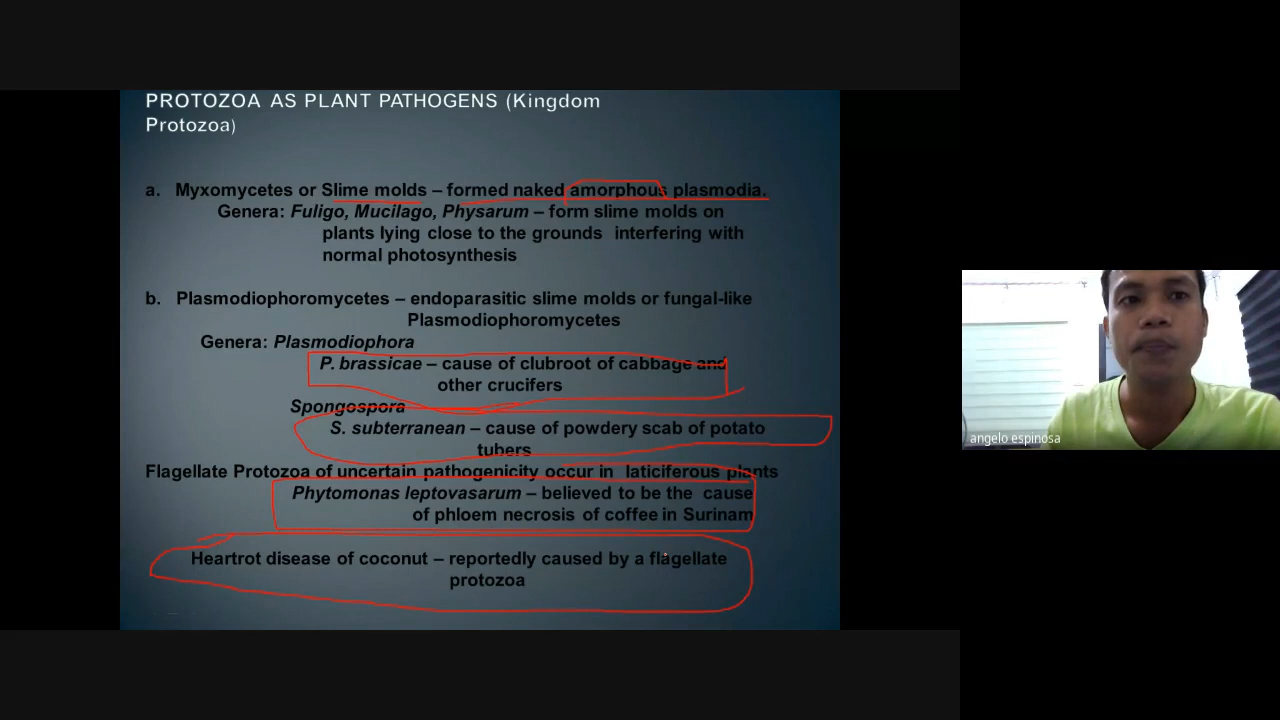 PROTOZOA AS PLANT PATHOGENS (Kingdom
Protozoa)
a. Myxomycetes or Slime molds – formed naked amorphous plasmodia.
Genera: Fuligo, Mucilago, Physarum – form slime molds on
plants lying close to the grounds interfering with
normal photosynthesis
b. Plasmodiophoromycetes – endoparasitic slime molds or fungal-like
Plasmodiophoromycetes
Genera: Plasmodiophora
P. brassicae – cause of clubroot of cabbage and
other crucifers
Spongospora
S. subterranean – cause of powdery scab of potato
tubers
Flagellate Protozoa of uncertain pathogenicity occur in laticiferous plants
Phytomonas leptovasarum – believed to be the cause
of phloem necrosis of coffee in Surinam
Heartrot disease of coconut – reportedly caused by a flagellate
protozoa
angelo espinosa